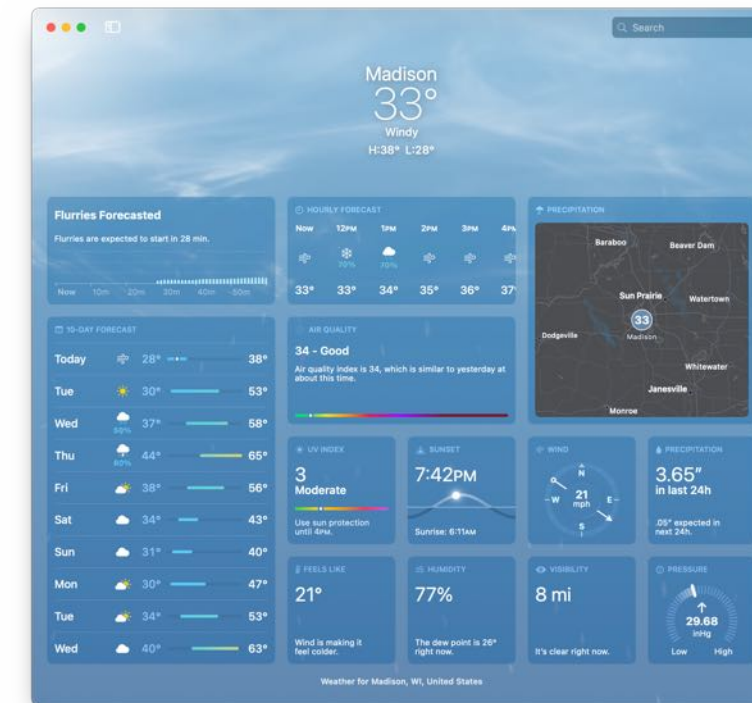 Search
Madison
33°
Windy
H:38° L:28°
Flurries Forecasted
Flurries are expected to start in 28 min.
Now 10m 20m 30m 40m 50m
HOURLY FORECAST
Now 12PM 1PM 2PM 3PM 4PM
70% 70%
33° 33° 34° 35° 36° 37°
PRECIPITATION
Baraboo
Beaver Dam
Sun Prairie
Watertown
33
Madison
Dodgeville
Whitewater
Janesville
Monroe
10-DAY FORECAST
Today 28° 38°
Tue 30° 53°
Wed 37° 58°
Thu 44° 65°
80%
Fri 38° 56°
Sat 34° 43°
Sun 31° 40°
Mon 30° 47°
Tue 34° 53°
Wed 40° 63°
AIR QUALITY
34 - Good
Air quality index is 34, which is similar to yesterday at
about this time.
UV INDEX
3
Moderate
Use sun protection
until 4PM.
SUNSET
7:42PM
Sunrise: 6:11AM
WIND
N
W
21
mph
E
S
PRECIPITATION
3.65"
in last 24h
.05" expected in
next 24h.
FEELS LIKE
21°
Wind is making it
feel colder.
HUMIDITY
77%
The dew point is 26°
right now.
VISIBILITY
8 mi
It's clear right now.
PRESSURE
29.68
inHg
Low High
Weather for Madison, WI, United States